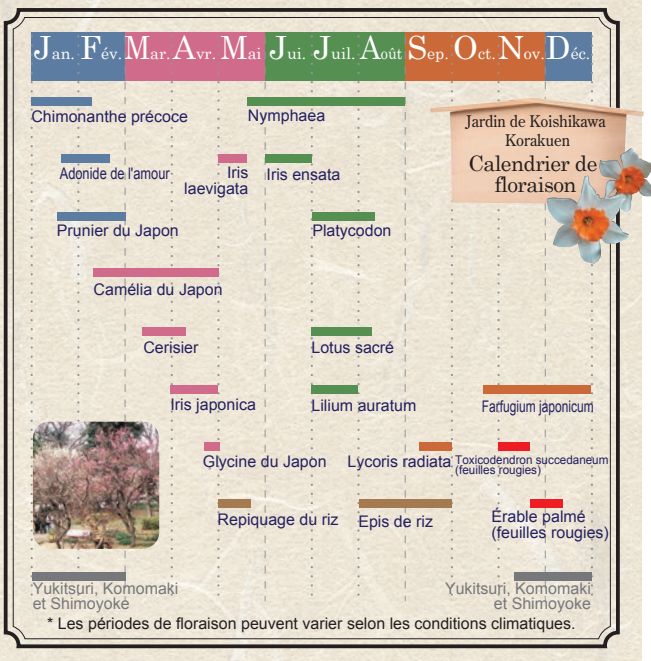 Jan. Fév. Mar. Avr. Mai Jui. Juil. Août Sep. Oct. Nov. Déc.
Jardin de Koishikawa
Korakuen
Calendrier de
floraison
Chimonanthe précoce
Nymphaea
Adonide de l'amour
Iris
laevigata
Iris ensata
Prunier du Japon
Platycodon
Camélia du Japon
Cerisier
Lotus sacré
Iris japonica
Lilium auratum
Farfugium japonicum
Glycine du Japon
Lycoris radiata
Toxicodendron succedaneum
(feuilles rougies)
Repiquage du riz
Epis de riz
Érable palmé
(feuilles rougies)
Yukitsuri, Komomaki
et Shimoyoke
Yukitsuri, Komomaki
et Shimoyoke
* Les périodes de floraison peuvent varier selon les conditions climatiques.